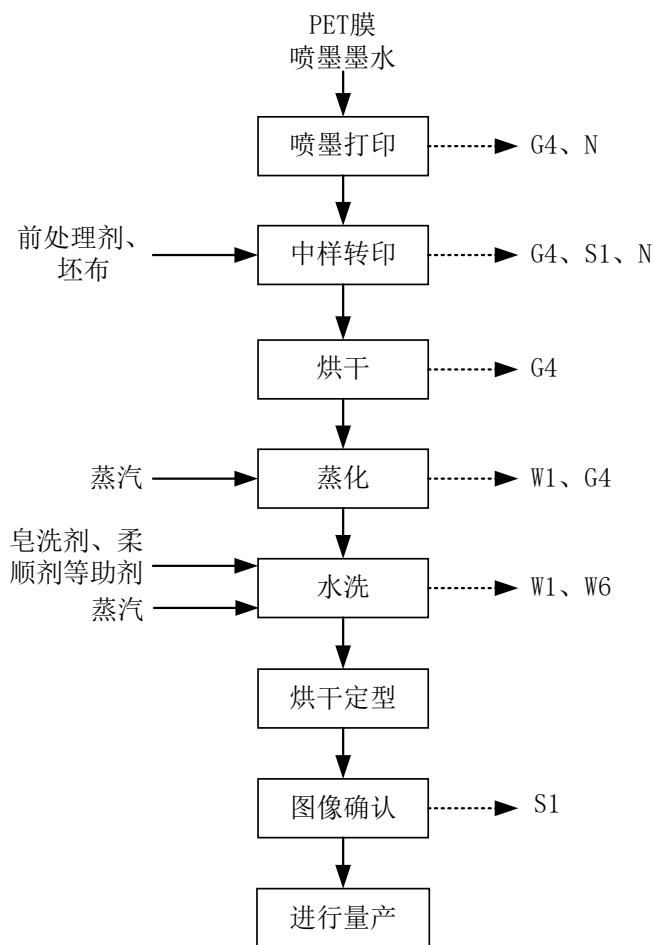 PET膜
喷墨墨水
喷墨打印
G4、N
前处理剂、
坯布
中样转印
G4、S1、N
烘干
G4
蒸汽
蒸化
W1、G4
皂洗剂、柔
顺剂等助剂
蒸汽
水洗
W1、W6
烘干定型
图像确认
S1
进行量产